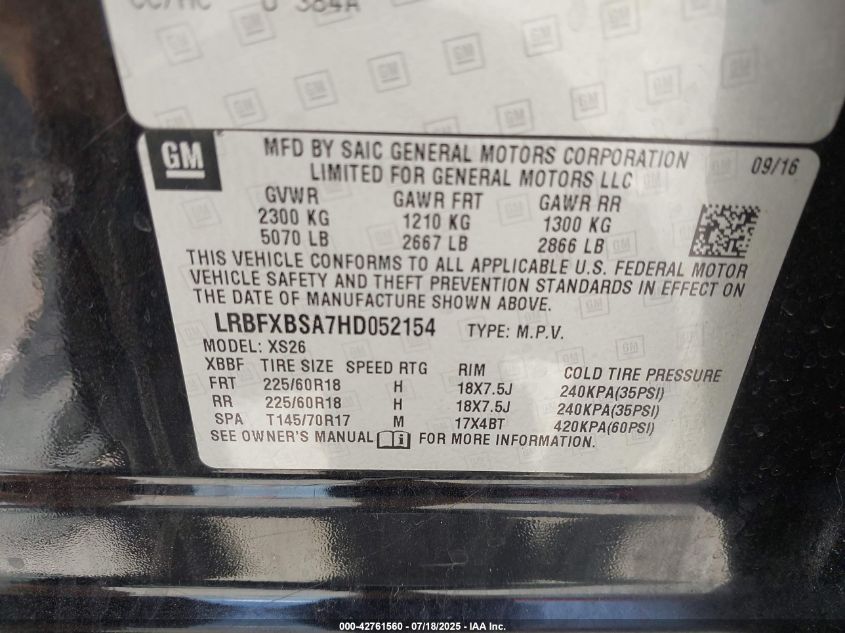 U 384A
GM
MFD BY SAIC GENERAL MOTORS CORPORATION
LIMITED FOR GENERAL MOTORS LLC
09/16
GVWR GAWR FRT GAWR RR
2300 KG 1210 KG 1300 KG
5070 LB 2667 LB 2866 LB
THIS VEHICLE CONFORMS TO ALL APPLICABLE U.S. FEDERAL MOTOR
VEHICLE SAFETY AND THEFT PREVENTION STANDARDS IN EFFECT ON
THE DATE OF MANUFACTURE SHOWN ABOVE.
LRBFXBSA7HD052154 TYPE: M.P.V.
MODEL: XS26
XBBF TIRE SIZE SPEED RTG RIM COLD TIRE PRESSURE
FRT 225/60R18 H 18X7.5J 240KPA(35PSI)
RR 225/60R18 H 18X7.5J 240KPA(35PSI)
SPA T145/70R17 M 17X4BT 420KPA(60PSI)
SEE OWNER'S MANUAL FOR MORE INFORMATION.
000-42761560 - 07/18/2025 - IAA Inc.